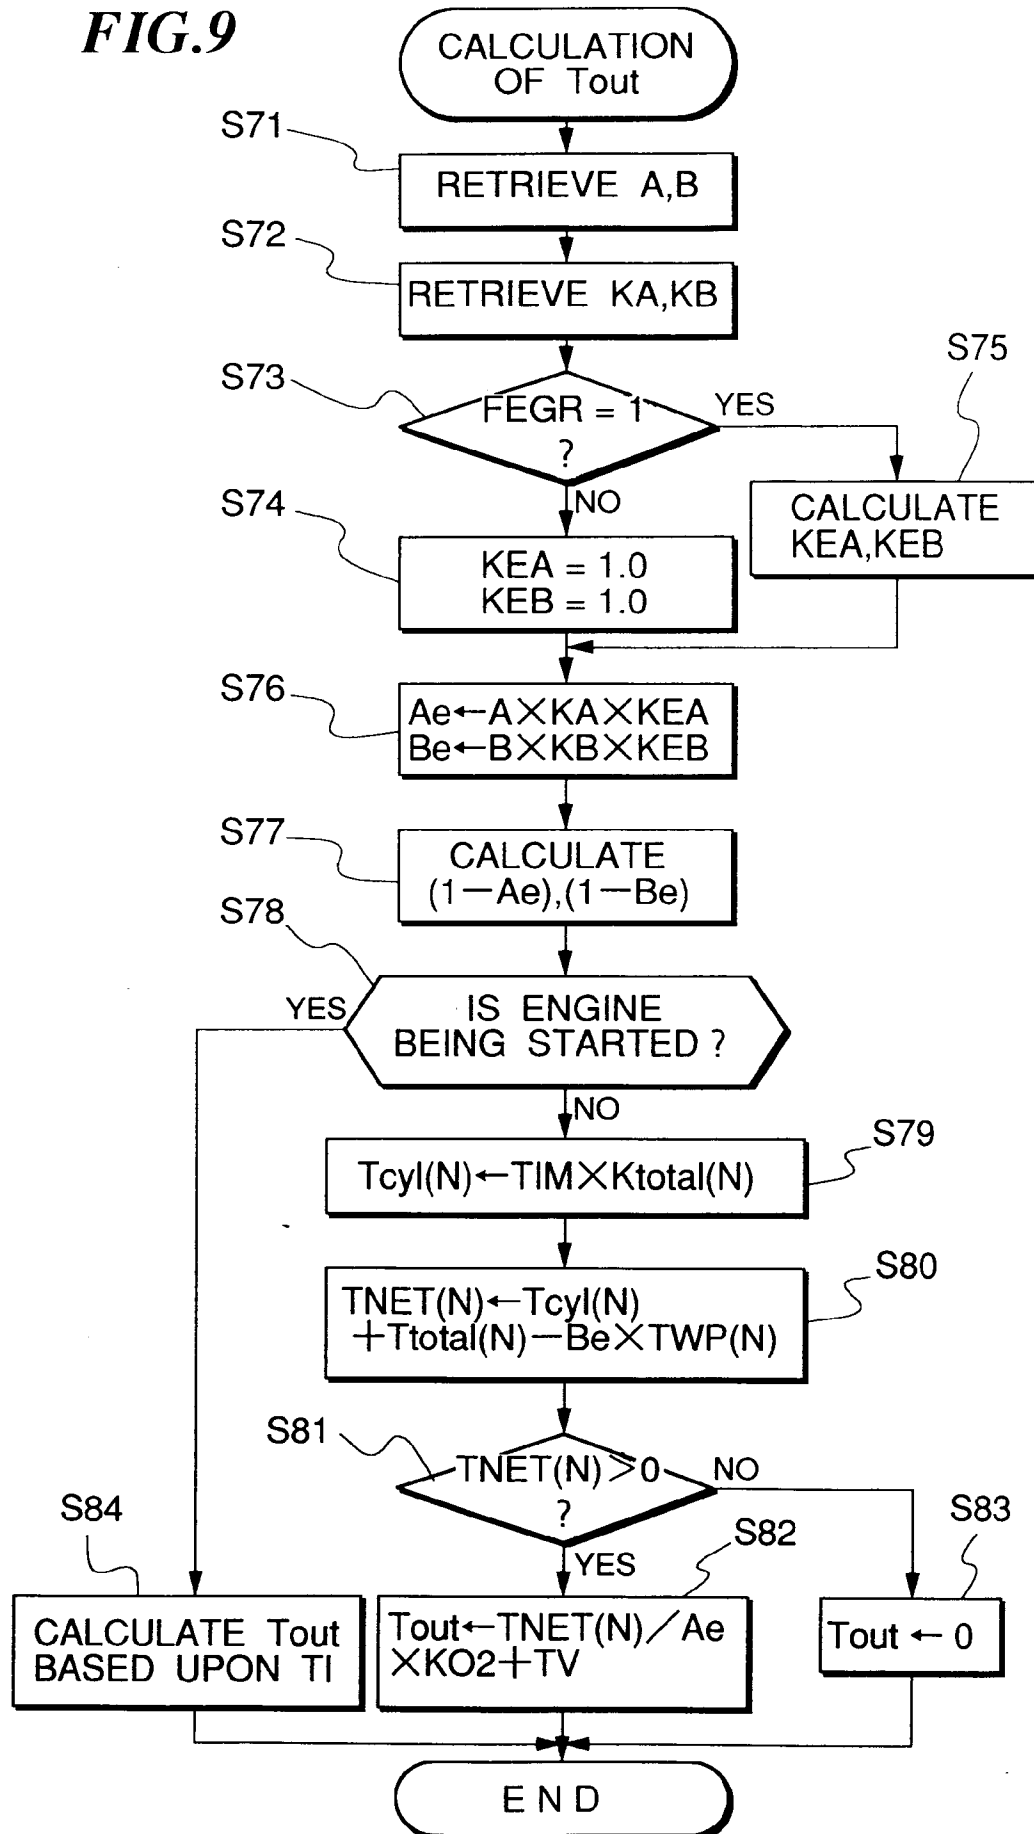 FIG.9
CALCULATION
OF Tout
S71
RETRIEVE A,B
S72
RETRIEVE KA,KB
S73
FEGR = 1
?
YES
S75
CALCULATE
KEA,KEB
NO
S74
KEA = 1.0
KEB = 1.0
S76
Ae←A×KA×KEA
Be←B×KB×KEB
S77
CALCULATE
(1−Ae),(1−Be)
S78
YES
IS ENGINE
BEING STARTED ?
NO
S79
Tcyl(N)←TIM×Ktotal(N)
S80
TNET(N)←Tcyl(N)
+Ttotal(N)−Be×TWP(N)
S81
TNET(N)>0
?
NO
YES
S84
CALCULATE Tout
BASED UPON TI
S82
Tout←TNET(N)/Ae
×KO2+TV
S83
Tout ← 0
END